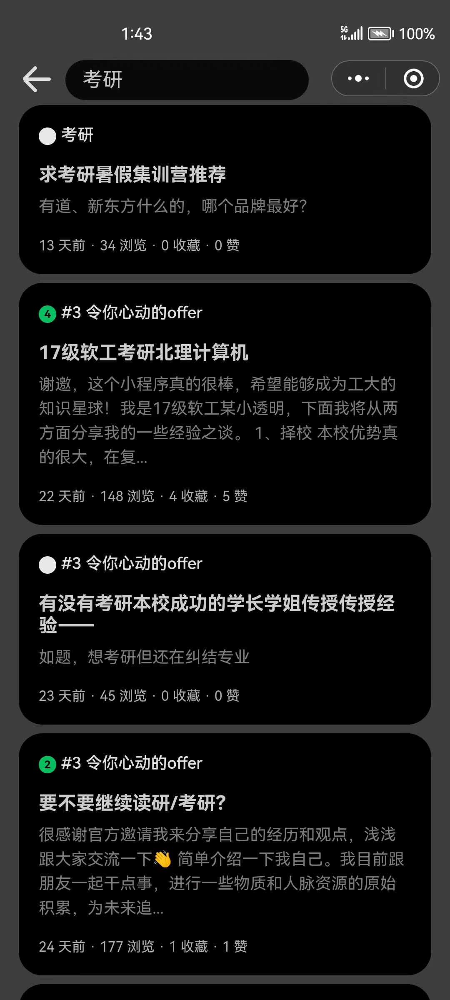 1:43
5G
100%
考研
考研
求考研暑假集训营推荐
有道、新东方什么的，哪个品牌最好？
13 天前 · 34 浏览 · 0 收藏 · 0 赞
4 #3 令你心动的offer
17级软工考研北理计算机
谢邀，这个小程序真的很棒，希望能够成为工大的
知识星球！我是17级软工某小透明，下面我将从两
方面分享我的一些经验之谈。 1、择校 本校优势真
的很大，在复...
22 天前 · 148 浏览 · 4 收藏 · 5 赞
#3 令你心动的offer
有没有考研本校成功的学长学姐传授传授经
验——
如题，想考研但还在纠结专业
23 天前 · 45 浏览 · 0 收藏 · 0 赞
2 #3 令你心动的offer
要不要继续读研/考研？
很感谢官方邀请我来分享自己的经历和观点，浅浅
跟大家交流一下👋 简单介绍一下我自己。我目前跟
朋友一起干点事，进行一些物质和人脉资源的原始
积累，为未来追...
24 天前 · 177 浏览 · 1 收藏 · 1 赞